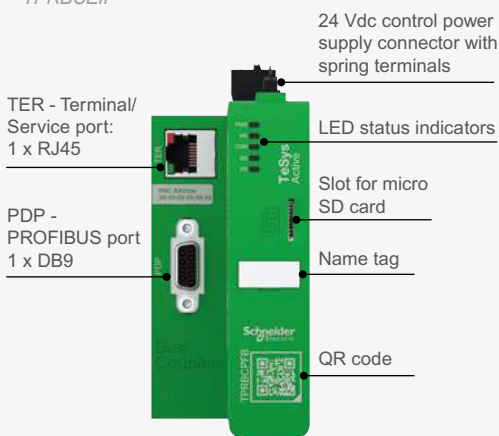 24 Vdc control power
supply connector with
spring terminals
TER - Terminal/
Service port:
1 x RJ45
LED status indicators
TER
TeSys
Active
Slot for micro
SD card
PDP -
PROFIBUS port
1 x DB9
PDP
Name tag
Schneider
Electric
Bus
Coupler
TPRBCPFB
QR code